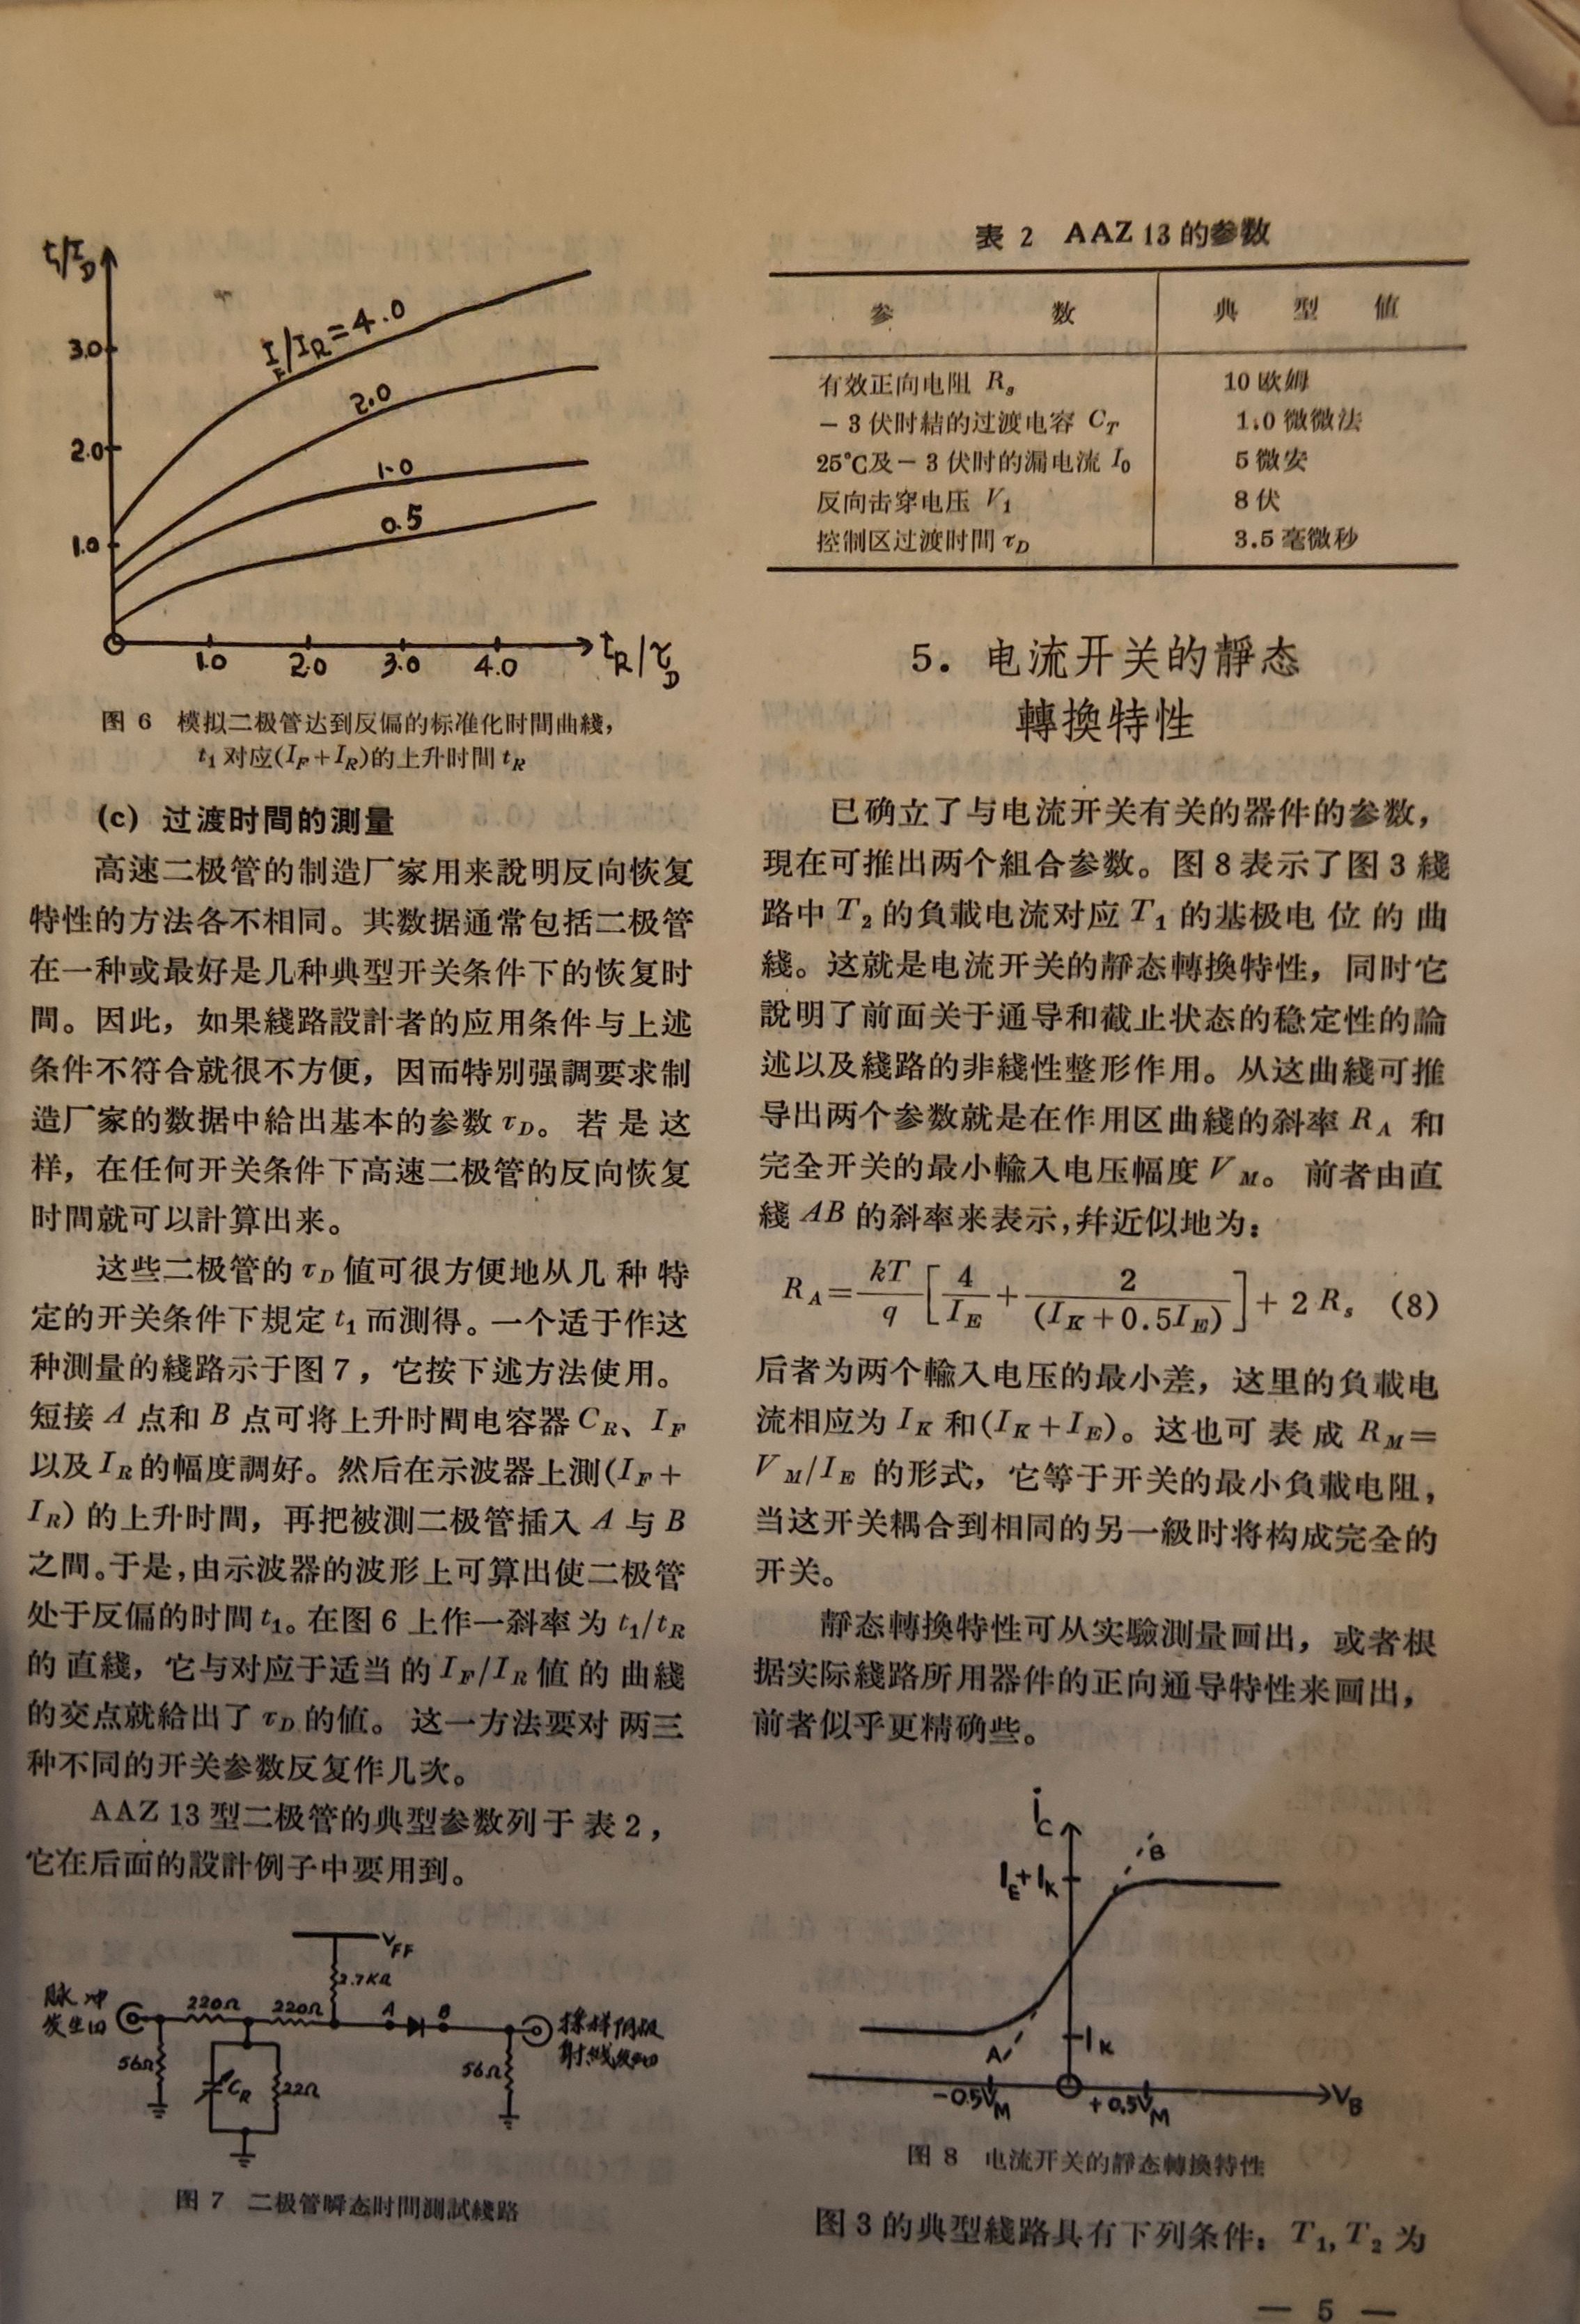 t₁/I_D
3.0
2.0
1.0
I_F/I_R=4.0
2.0
1.0
0.5
1.0 2.0 3.0 4.0 t_R/τ_D
图 6 模拟二极管达到反偏的标准化时間曲綫，
t₁ 对应(I_F+I_R)的上升时間 t_R
(c) 过渡时間的測量
高速二极管的制造厂家用来說明反向恢复
特性的方法各不相同。其数据通常包括二极管
在一种或最好是几种典型开关条件下的恢复时
間。因此，如果綫路設計者的应用条件与上述
条件不符合就很不方便，因而特別强調要求制
造厂家的数据中給出基本的参数 τ_D。若是这
样，在任何开关条件下高速二极管的反向恢复
时間就可以計算出来。
这些二极管的 τ_D 値可很方便地从几种特
定的开关条件下規定 t₁ 而測得。一个适于作这
种測量的綫路示于图 7，它按下述方法使用。
短接 A 点和 B 点可将上升时間电容器 C_R、I_F
以及 I_R 的幅度調好。然后在示波器上測(I_F+
I_R) 的上升时間，再把被測二极管插入 A 与 B
之間。于是，由示波器的波形上可算出使二极管
处于反偏的时間 t₁。在图 6 上作一斜率为 t₁/t_R
的直綫，它与对应于适当的 I_F/I_R 値的曲綫
的交点就給出了 τ_D 的値。这一方法要对两三
种不同的开关参数反复作几次。
AAZ 13 型二极管的典型参数列于表 2，
它在后面的設計例子中要用到。
V_FF
2.7KΩ
脉冲
发生
220Ω 220Ω A B
采样阴极
56Ω
C_R 22Ω
56Ω
图 7 二极管瞬态时間測試綫路
表 2 AAZ 13 的参数
参 数 典 型 値
有效正向电阻 R_s 10 欧姆
－3 伏时結的过渡电容 C_T 1.0 微微法
25°C及－3 伏时的漏电流 I₀ 5 微安
反向击穿电压 V₁ 8 伏
控制区过渡时間 τ_D 3.5 毫微秒
5. 电流开关的靜态
轉換特性
已确立了与电流开关有关的器件的参数，
現在可推出两个組合参数。图 8 表示了图 3 綫
路中 T₂ 的負載电流对应 T₁ 的基极电位的曲
綫。这就是电流开关的靜态轉換特性，同时它
說明了前面关于通导和截止状态的稳定性的論
述以及綫路的非綫性整形作用。从这曲綫可推
导出两个参数就是在作用区曲綫的斜率 R_A 和
完全开关的最小輸入电压幅度 V_M。前者由直
綫 AB 的斜率来表示，并近似地为：
R_A=kT/q[4/I_E+2/(I_K+0.5I_E)]+2R_s (8)
后者为两个輸入电压的最小差，这里的負載电
流相应为 I_K 和(I_K+I_E)。这也可表成 R_M=
V_M/I_E 的形式，它等于开关的最小負載电阻，
当这开关耦合到相同的另一級时将构成完全的
开关。
靜态轉換特性可从实驗測量画出，或者根
据实际綫路所用器件的正向通导特性来画出，
前者似乎更精确些。
i_C
B
I_E+I_K
I_K
A
-0.5V_M +0.5V_M V_B
图 8 电流开关的靜态轉換特性
图 3 的典型綫路具有下列条件：T₁, T₂ 为
— 5 —